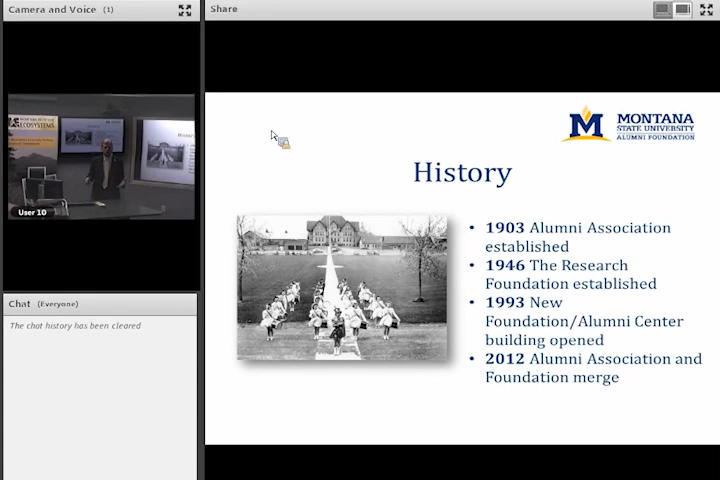 Camera and Voice (1)
Share
ECOSYSTEMS
User 10
Chat (Everyone)
The chat history has been cleared
M MONTANA
STATE UNIVERSITY
ALUMNI FOUNDATION
History
• 1903 Alumni Association
established
• 1946 The Research
Foundation established
• 1993 New
Foundation/Alumni Center
building opened
• 2012 Alumni Association and
Foundation merge